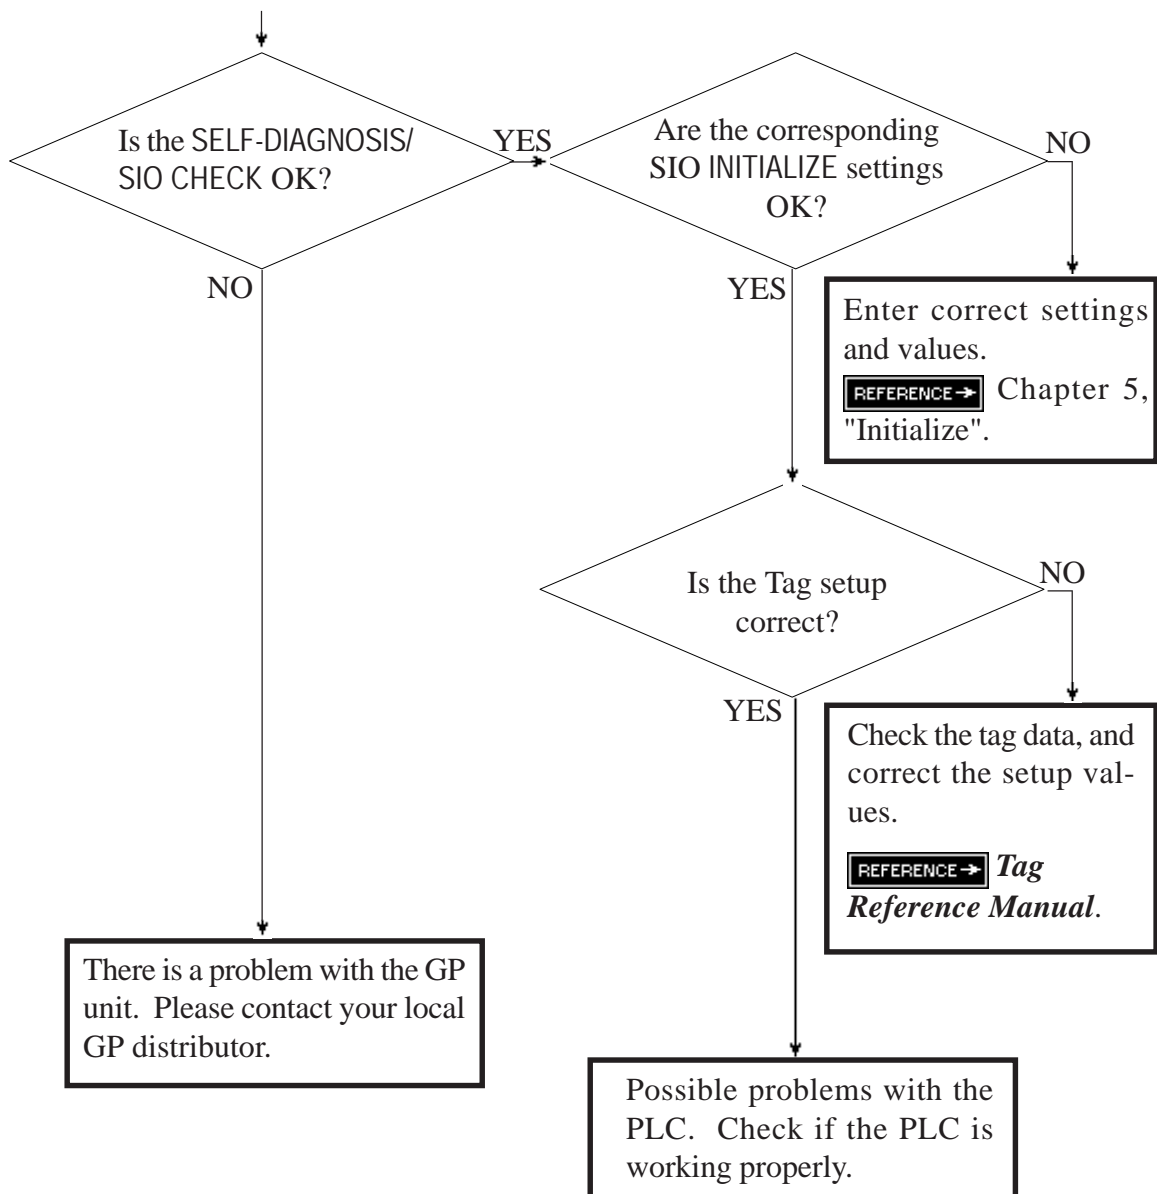 Is the SELF-DIAGNOSIS/
SIO CHECK OK?
YES
NO
Are the corresponding
SIO INITIALIZE settings
OK?
NO
YES
Enter correct settings
and values.
REFERENCE→ Chapter 5,
"Initialize".
Is the Tag setup
correct?
NO
YES
Check the tag data, and
correct the setup val-
ues.
REFERENCE→ Tag
Reference Manual.
There is a problem with the GP
unit. Please contact your local
GP distributor.
Possible problems with the
PLC. Check if the PLC is
working properly.